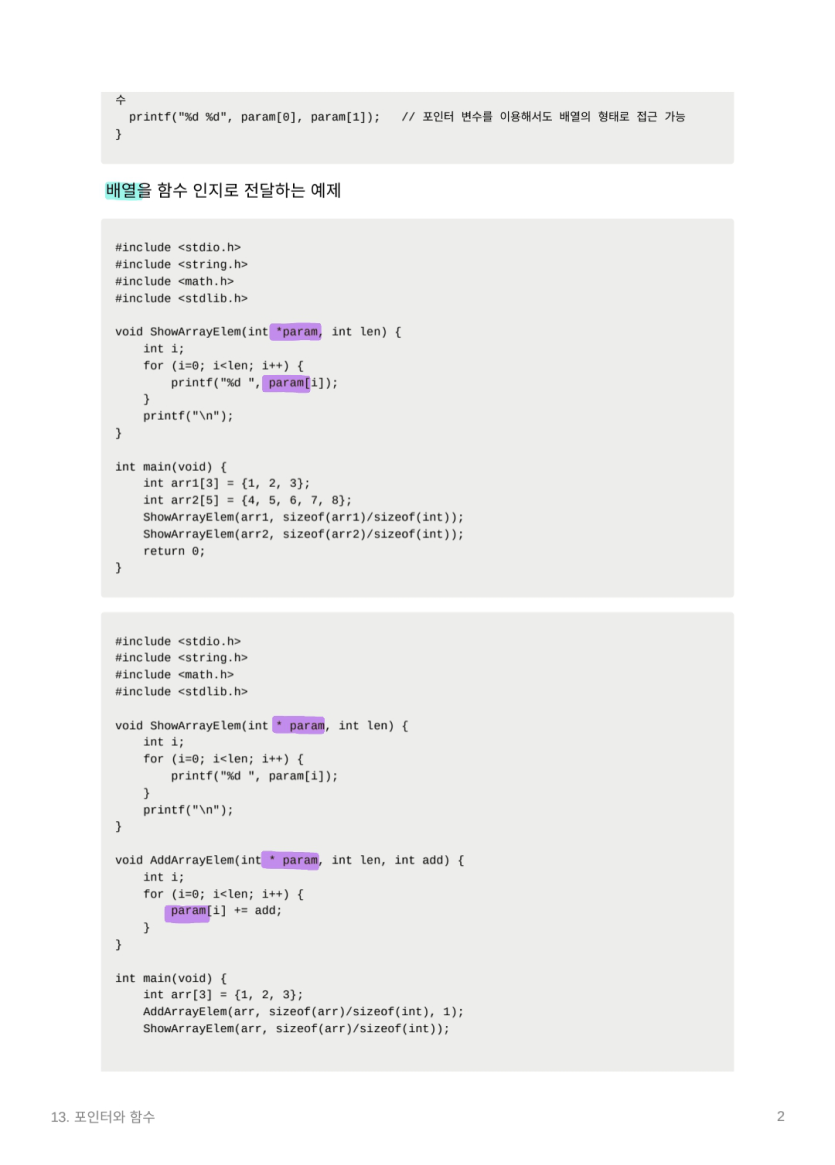 수
  printf("%d %d", param[0], param[1]);   // 포인터 변수를 이용해서도 배열의 형태로 접근 가능
}
배열을 함수 인지로 전달하는 예제
#include <stdio.h>
#include <string.h>
#include <math.h>
#include <stdlib.h>

void ShowArrayElem(int *param, int len) {
    int i;
    for (i=0; i<len; i++) {
        printf("%d ", param[i]);
    }
    printf("\n");
}

int main(void) {
    int arr1[3] = {1, 2, 3};
    int arr2[5] = {4, 5, 6, 7, 8};
    ShowArrayElem(arr1, sizeof(arr1)/sizeof(int));
    ShowArrayElem(arr2, sizeof(arr2)/sizeof(int));
    return 0;
}

#include <stdio.h>
#include <string.h>
#include <math.h>
#include <stdlib.h>

void ShowArrayElem(int * param, int len) {
    int i;
    for (i=0; i<len; i++) {
        printf("%d ", param[i]);
    }
    printf("\n");
}

void AddArrayElem(int * param, int len, int add) {
    int i;
    for (i=0; i<len; i++) {
        param[i] += add;
    }
}

int main(void) {
    int arr[3] = {1, 2, 3};
    AddArrayElem(arr, sizeof(arr)/sizeof(int), 1);
    ShowArrayElem(arr, sizeof(arr)/sizeof(int));
13. 포인터와 함수
2